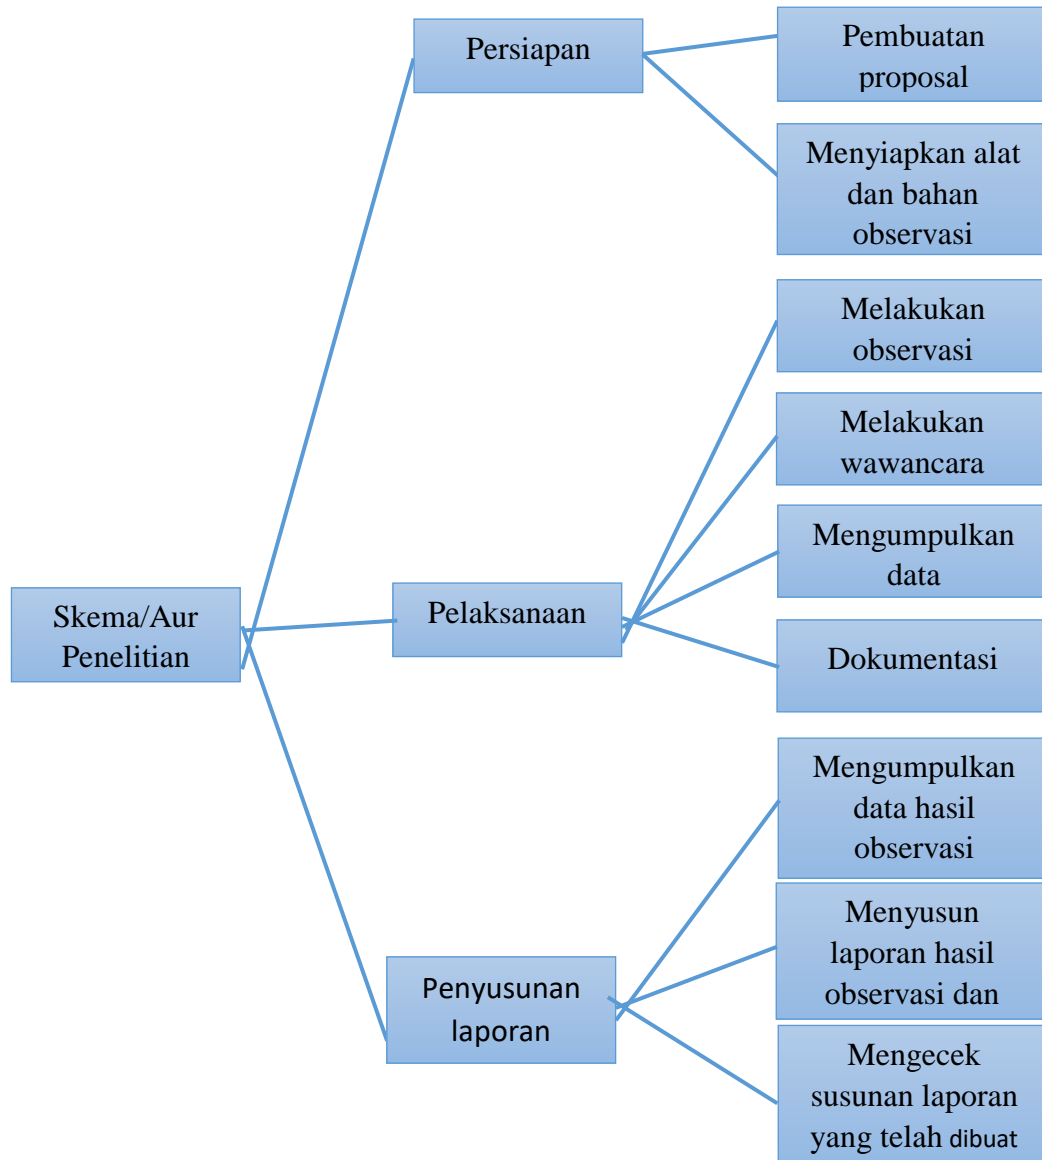 Persiapan
Pembuatan
proposal
Menyiapkan alat
dan bahan
observasi
Melakukan
observasi
Melakukan
wawancara
Mengumpulkan
data
Skema/Aur
Penelitian
Pelaksanaan
Dokumentasi
Mengumpulkan
data hasil
observasi
Menyusun
laporan hasil
observasi dan
Penyusunan
laporan
Mengecek
susunan laporan
yang telah dibuat